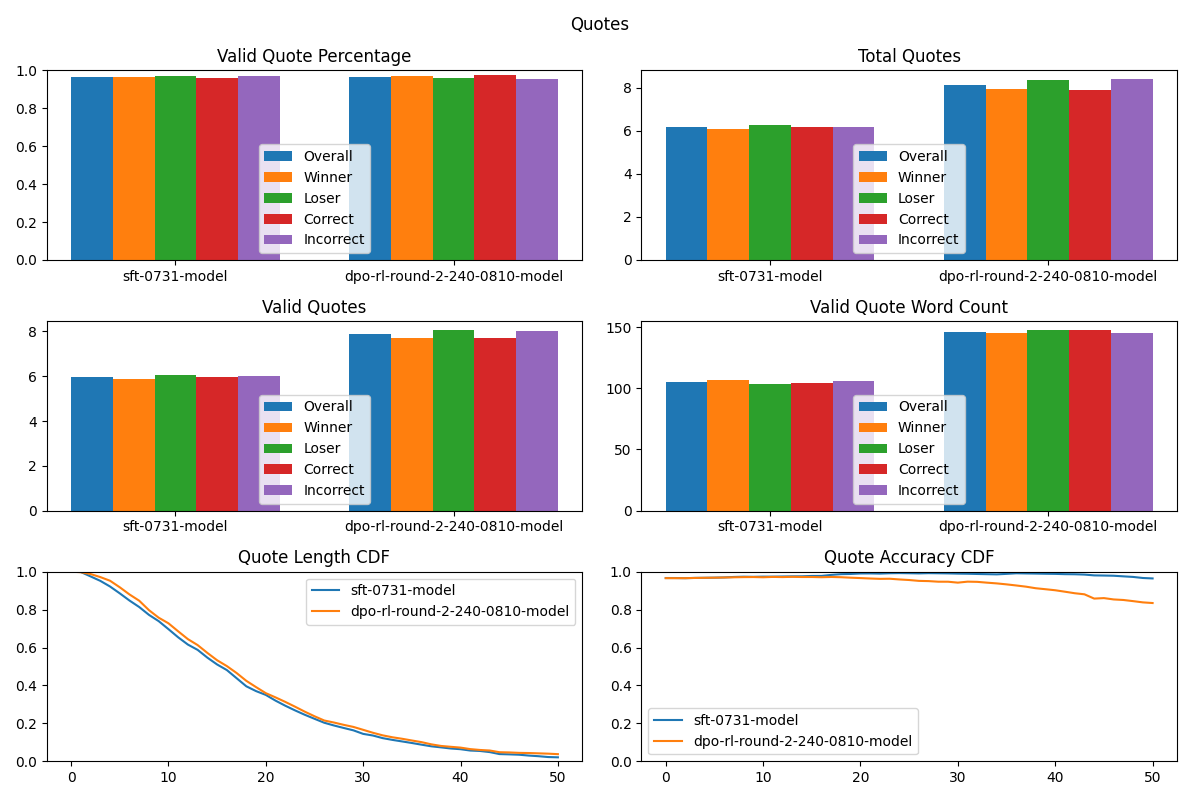 Quotes
Valid Quote Percentage
1.0
0.8
0.6
0.4
0.2
0.0
Overall
Winner
Loser
Correct
Incorrect
sft-0731-model
dpo-rl-round-2-240-0810-model
Total Quotes
8
6
4
2
0
Overall
Winner
Loser
Correct
Incorrect
sft-0731-model
dpo-rl-round-2-240-0810-model
Valid Quotes
8
6
4
2
0
Overall
Winner
Loser
Correct
Incorrect
sft-0731-model
dpo-rl-round-2-240-0810-model
Valid Quote Word Count
150
100
50
0
Overall
Winner
Loser
Correct
Incorrect
sft-0731-model
dpo-rl-round-2-240-0810-model
Quote Length CDF
1.0
0.8
0.6
0.4
0.2
0.0
sft-0731-model
dpo-rl-round-2-240-0810-model
0 10 20 30 40 50
Quote Accuracy CDF
1.0
0.8
0.6
0.4
0.2
0.0
sft-0731-model
dpo-rl-round-2-240-0810-model
0 10 20 30 40 50